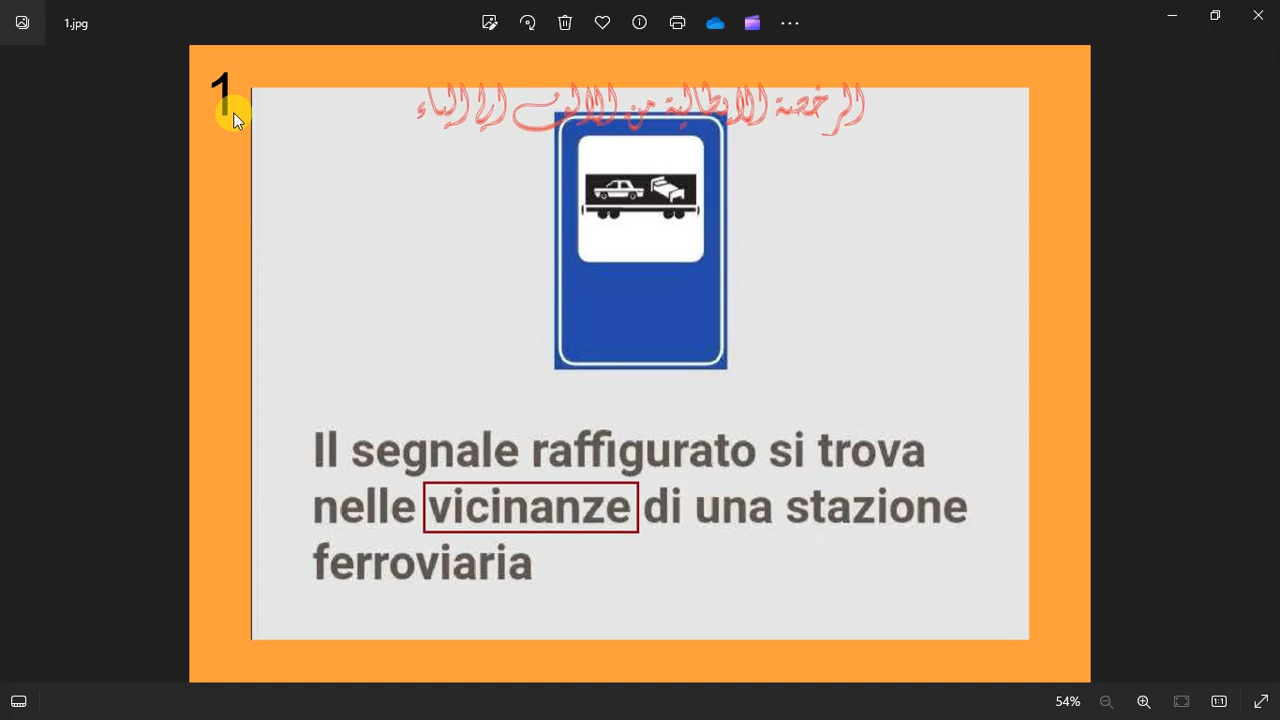 1.jpg
1
الرخصة الايطالية من الالف الى الياء
Il segnale raffigurato si trova
nelle vicinanze di una stazione
ferroviaria
54%